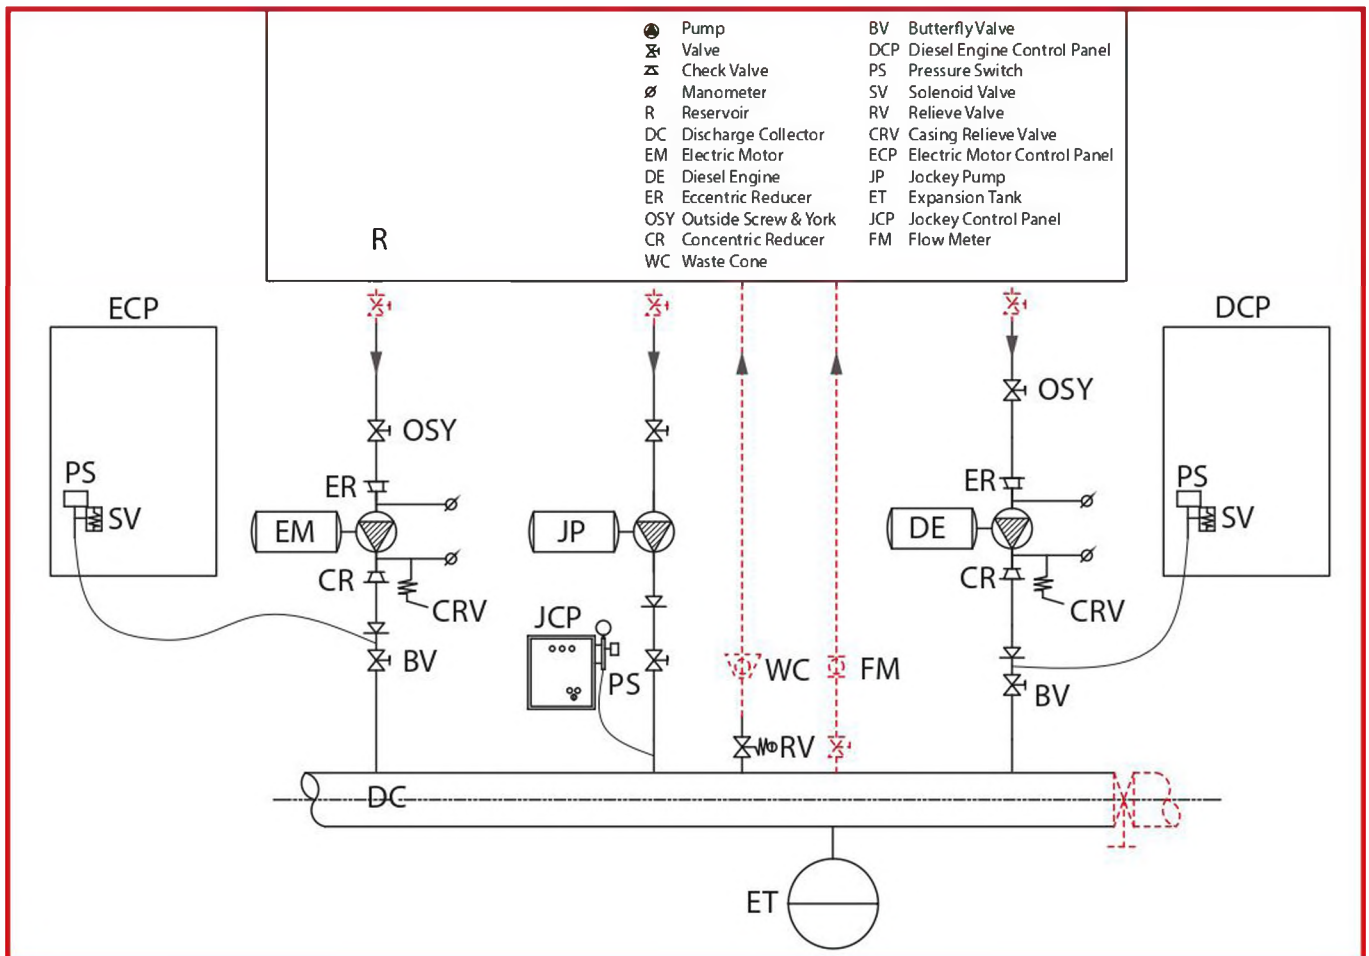 Pump
Valve
Check Valve
Manometer
R Reservoir
DC Discharge Collector
EM Electric Motor
DE Diesel Engine
ER Eccentric Reducer
OSY Outside Screw & York
CR Concentric Reducer
WC Waste Cone
BV Butterfly Valve
DCP Diesel Engine Control Panel
PS Pressure Switch
SV Solenoid Valve
RV Relieve Valve
CRV Casing Relieve Valve
ECP Electric Motor Control Panel
JP Jockey Pump
ET Expansion Tank
JCP Jockey Control Panel
FM Flow Meter
R
ECP
DCP
OSY
OSY
PS
SV
ER
EM
CR
CRV
BV
JP
JCP
PS
WC
FM
RV
ER
DE
CR
CRV
BV
PS
SV
DC
ET